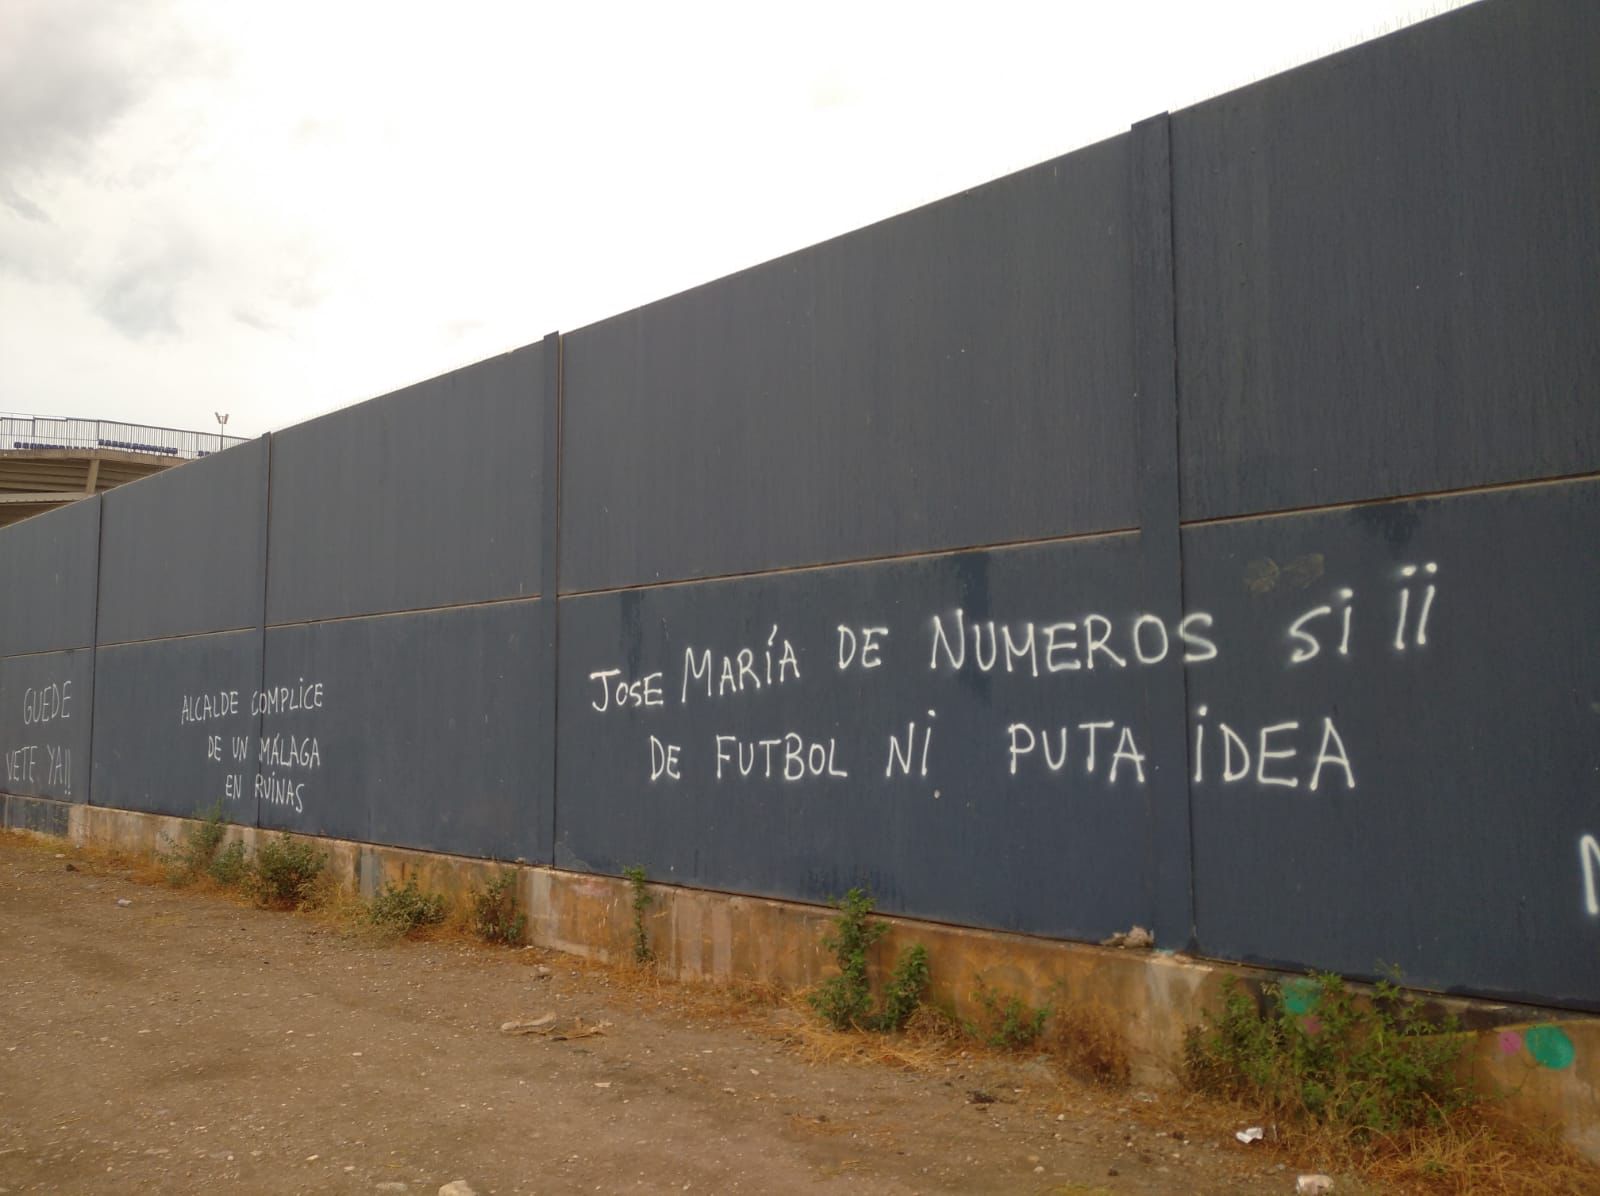 GUEDE
VETE YA!!
ALCALDE COMPLICE
DE UN MÁLAGA
EN RUINAS
JOSE MARÍA DE NUMEROS SI ¡¡
DE FUTBOL NI PUTA IDEA